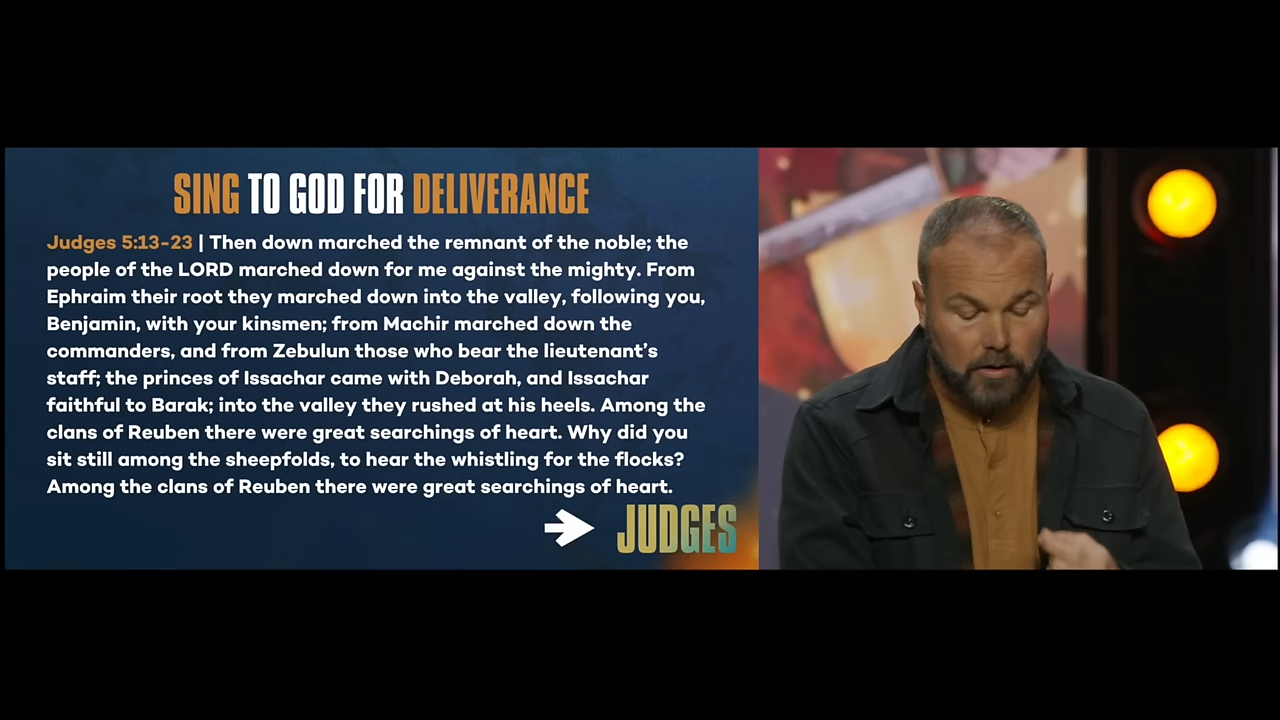 SING TO GOD FOR DELIVERANCE
Judges 5:13-23 | Then down marched the remnant of the noble; the
people of the LORD marched down for me against the mighty. From
Ephraim their root they marched down into the valley, following you,
Benjamin, with your kinsmen; from Machir marched down the
commanders, and from Zebulun those who bear the lieutenant's
staff; the princes of Issachar came with Deborah, and Issachar
faithful to Barak; into the valley they rushed at his heels. Among the
clans of Reuben there were great searchings of heart. Why did you
sit still among the sheepfolds, to hear the whistling for the flocks?
Among the clans of Reuben there were great searchings of heart.
JUDGES